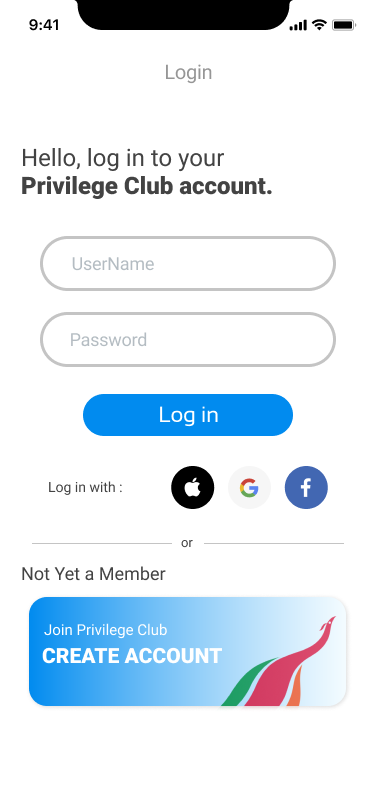 9:41
Login
Hello, log in to your
Privilege Club account.
UserName
Password
Log in
Log in with :
or
Not Yet a Member
Join Privilege Club
CREATE ACCOUNT